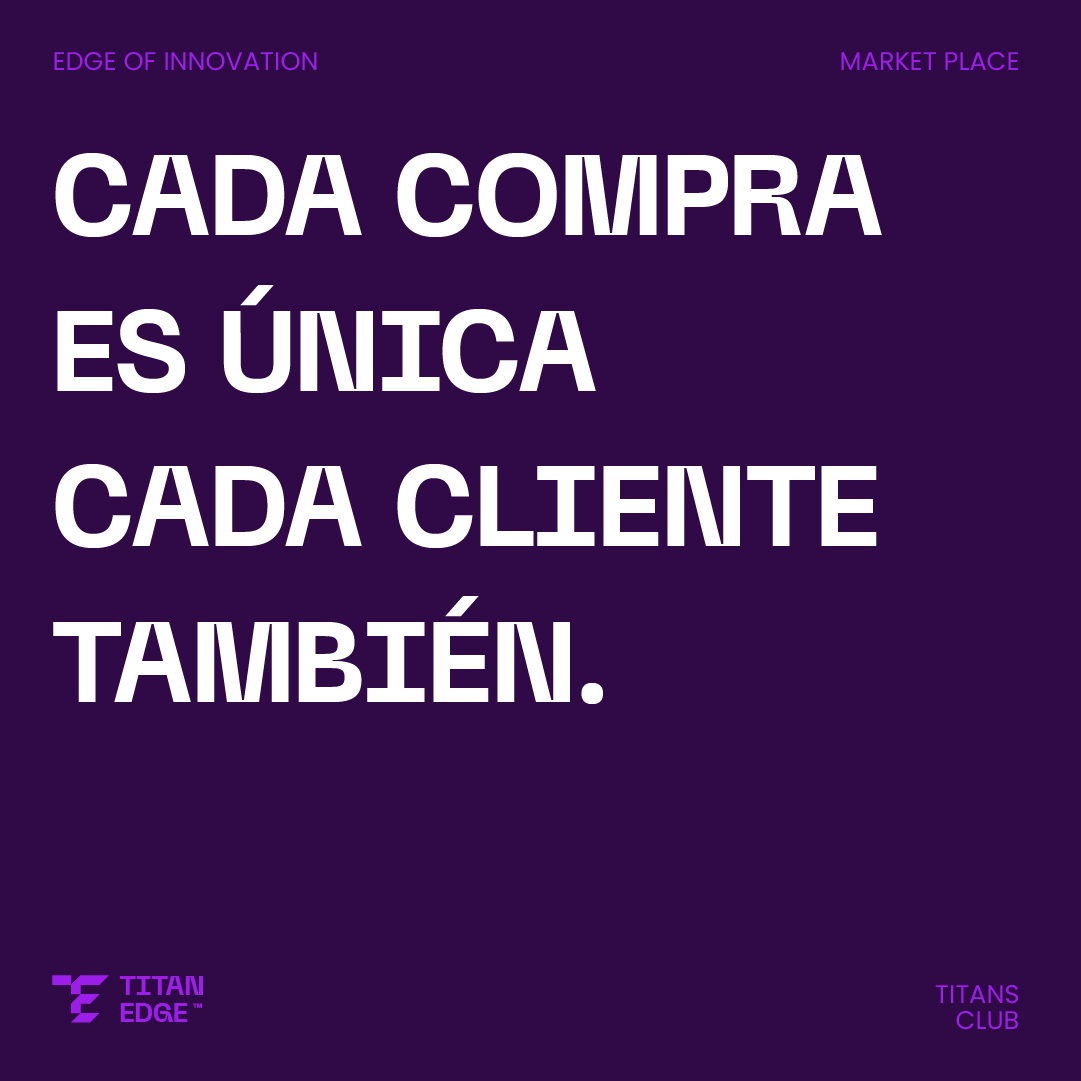 EDGE OF INNOVATION
MARKET PLACE
CADA COMPRA
ES ÚNICA
CADA CLIENTE
TAMBIÉN.
TITAN
EDGE™
TITANS
CLUB